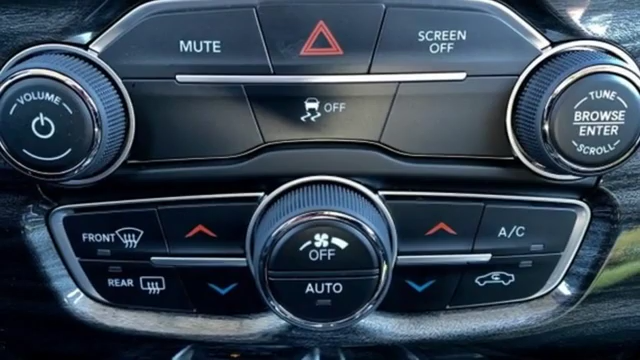 MUTE
SCREEN
OFF
VOLUME
OFF
TUNE
BROWSE
ENTER
SCROLL
FRONT
OFF
A/C
REAR
AUTO